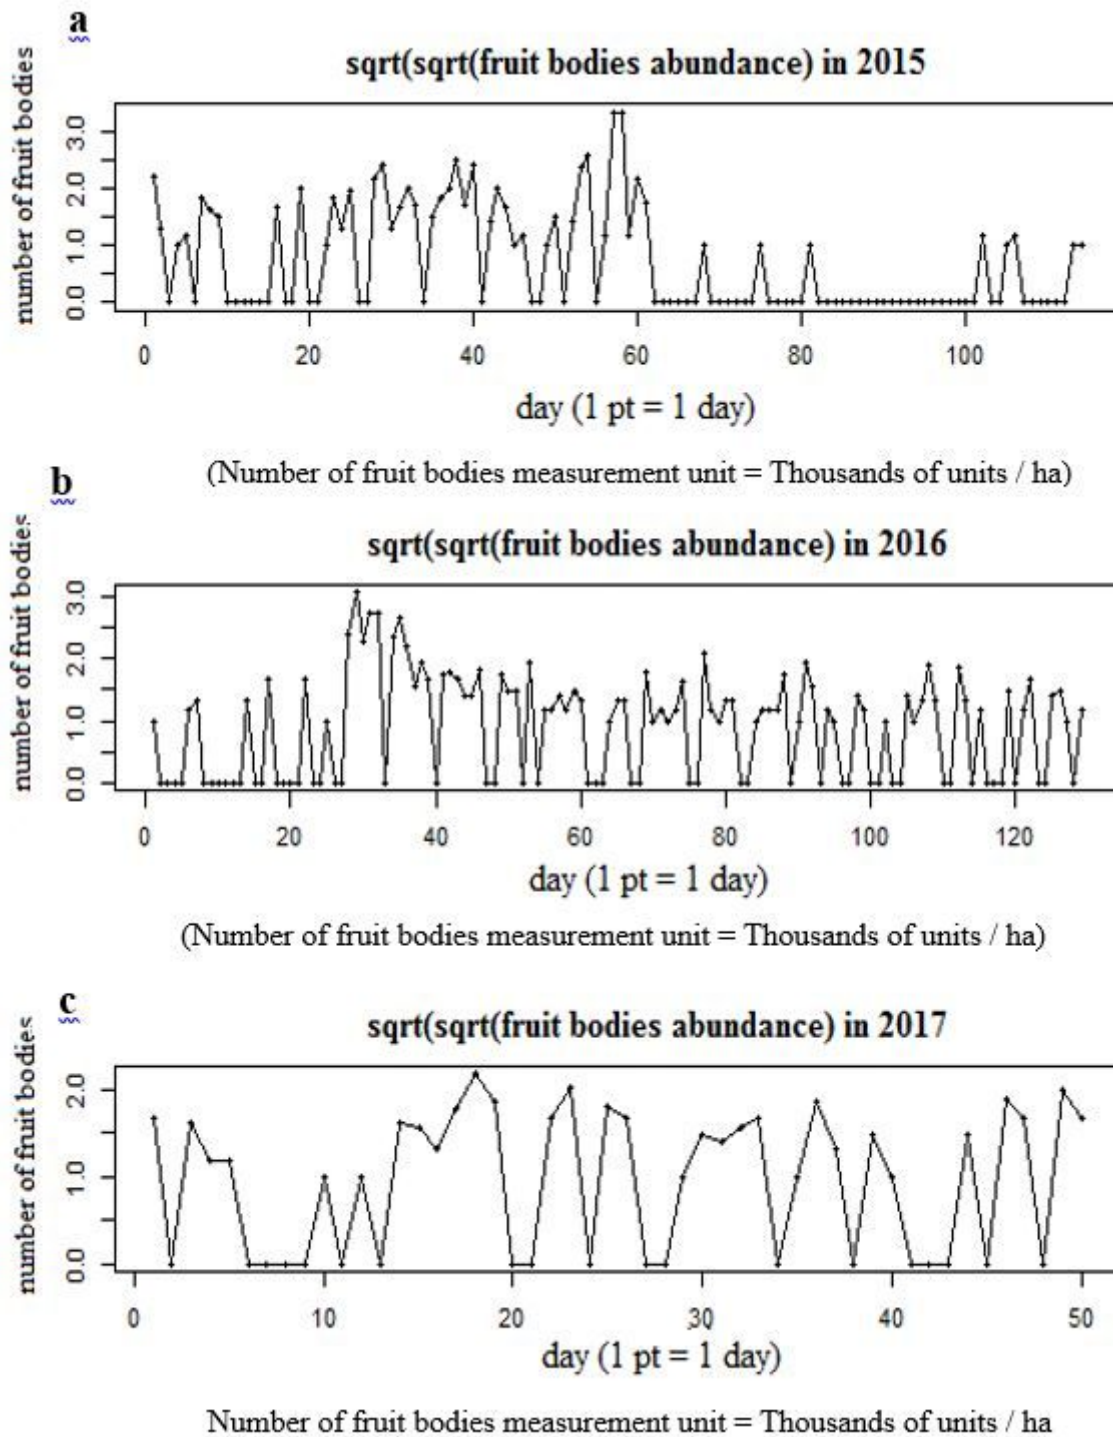 a
sqrt(sqrt(fruit bodies abundance) in 2015
number of fruit bodies
3.0
2.0
1.0
0.0
0 20 40 60 80 100
day (1 pt = 1 day)
(Number of fruit bodies measurement unit = Thousands of units / ha)
b
sqrt(sqrt(fruit bodies abundance) in 2016
number of fruit bodies
3.0
2.0
1.0
0.0
0 20 40 60 80 100 120
day (1 pt = 1 day)
(Number of fruit bodies measurement unit = Thousands of units / ha)
c
sqrt(sqrt(fruit bodies abundance) in 2017
number of fruit bodies
2.0
1.0
0.0
0 10 20 30 40 50
day (1 pt = 1 day)
Number of fruit bodies measurement unit = Thousands of units / ha